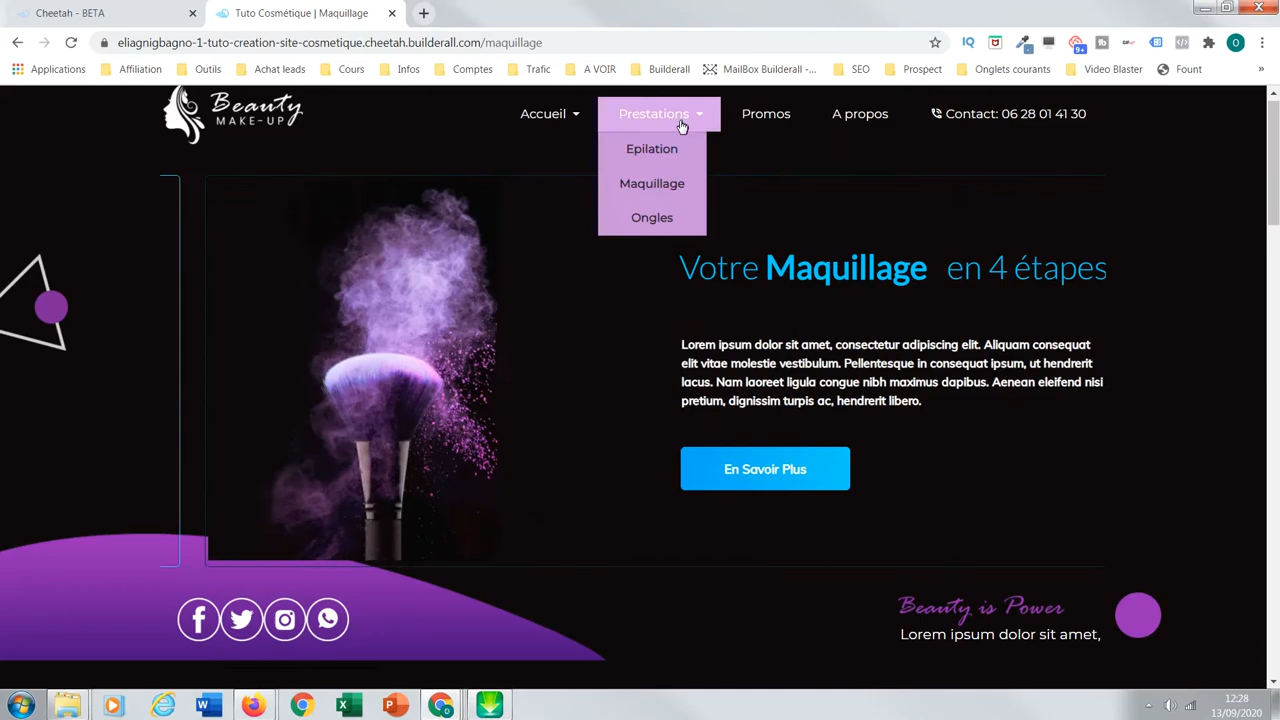 Cheetah - BETA
Tuto Cosmétique | Maquillage
eliagnigbagno-1-tuto-creation-site-cosmetique.cheetah.builderall.com/maquillage
IQ
9+
O
Applications
Affiliation
Outils
Achat leads
Cours
Infos
Comptes
Trafic
A VOIR
Builderall
MailBox Builderall -...
SEO
Prospect
Onglets courants
Video Blaster
Fount
»
Beauty
MAKE-UP
Accueil
Prestations
Promos
A propos
Contact: 06 28 01 41 30
Epilation
Maquillage
Ongles
Votre Maquillage en 4 étapes
Lorem ipsum dolor sit amet, consectetur adipiscing elit. Aliquam consequat
elit vitae molestie vestibulum. Pellentesque in consequat ipsum, ut hendrerit
lacus. Nam laoreet ligula congue nibh maximus dapibus. Aenean eleifend nisi
pretium, dignissim turpis ac, hendrerit libero.
En Savoir Plus
Beauty is Power
Lorem ipsum dolor sit amet,
12:28
13/09/2020